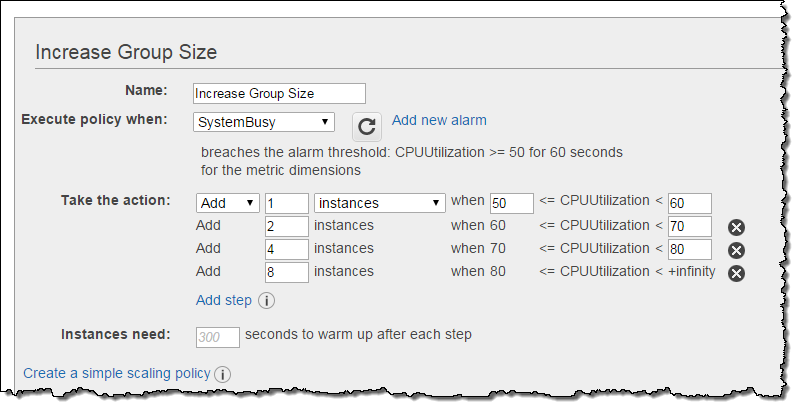 Increase Group Size
Name: Increase Group Size
Execute policy when: SystemBusy Add new alarm
breaches the alarm threshold: CPUUtilization >= 50 for 60 seconds
for the metric dimensions
Take the action: Add 1 instances when 50 <= CPUUtilization < 60
Add 2 instances when 60 <= CPUUtilization < 70
Add 4 instances when 70 <= CPUUtilization < 80
Add 8 instances when 80 <= CPUUtilization < +infinity
Add step i
Instances need: 300 seconds to warm up after each step
Create a simple scaling policy i